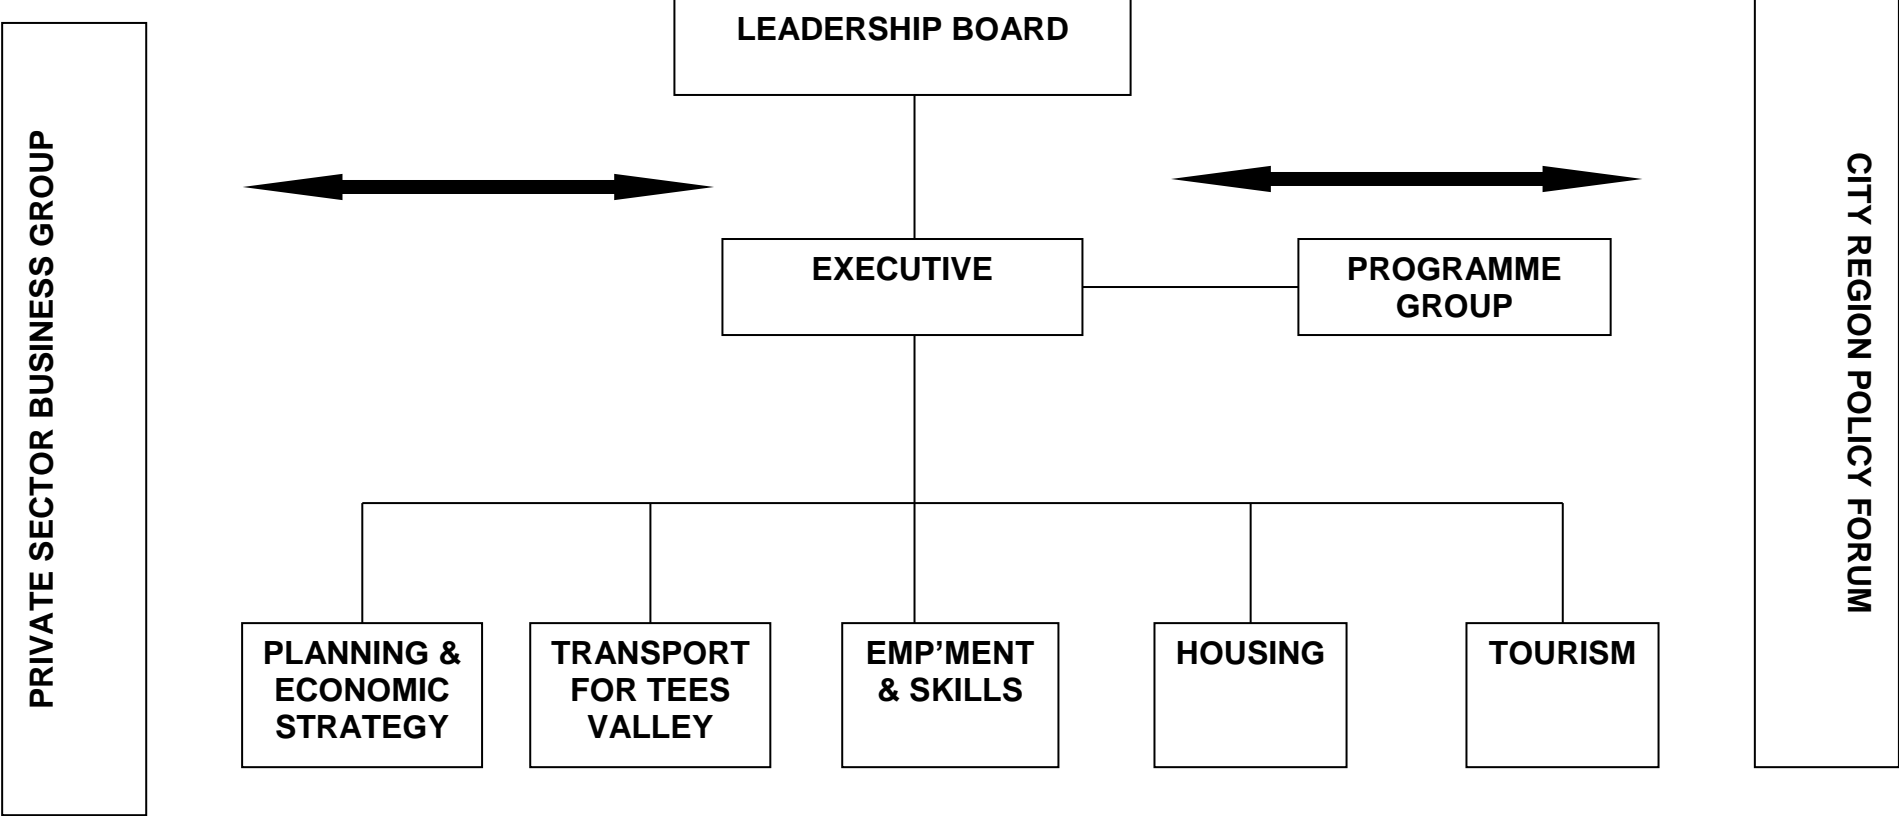 LEADERSHIP BOARD
PRIVATE SECTOR BUSINESS GROUP
CITY REGION POLICY FORUM
EXECUTIVE
PROGRAMME
GROUP
PLANNING &
ECONOMIC
STRATEGY
TRANSPORT
FOR TEES
VALLEY
EMP’MENT
& SKILLS
HOUSING
TOURISM